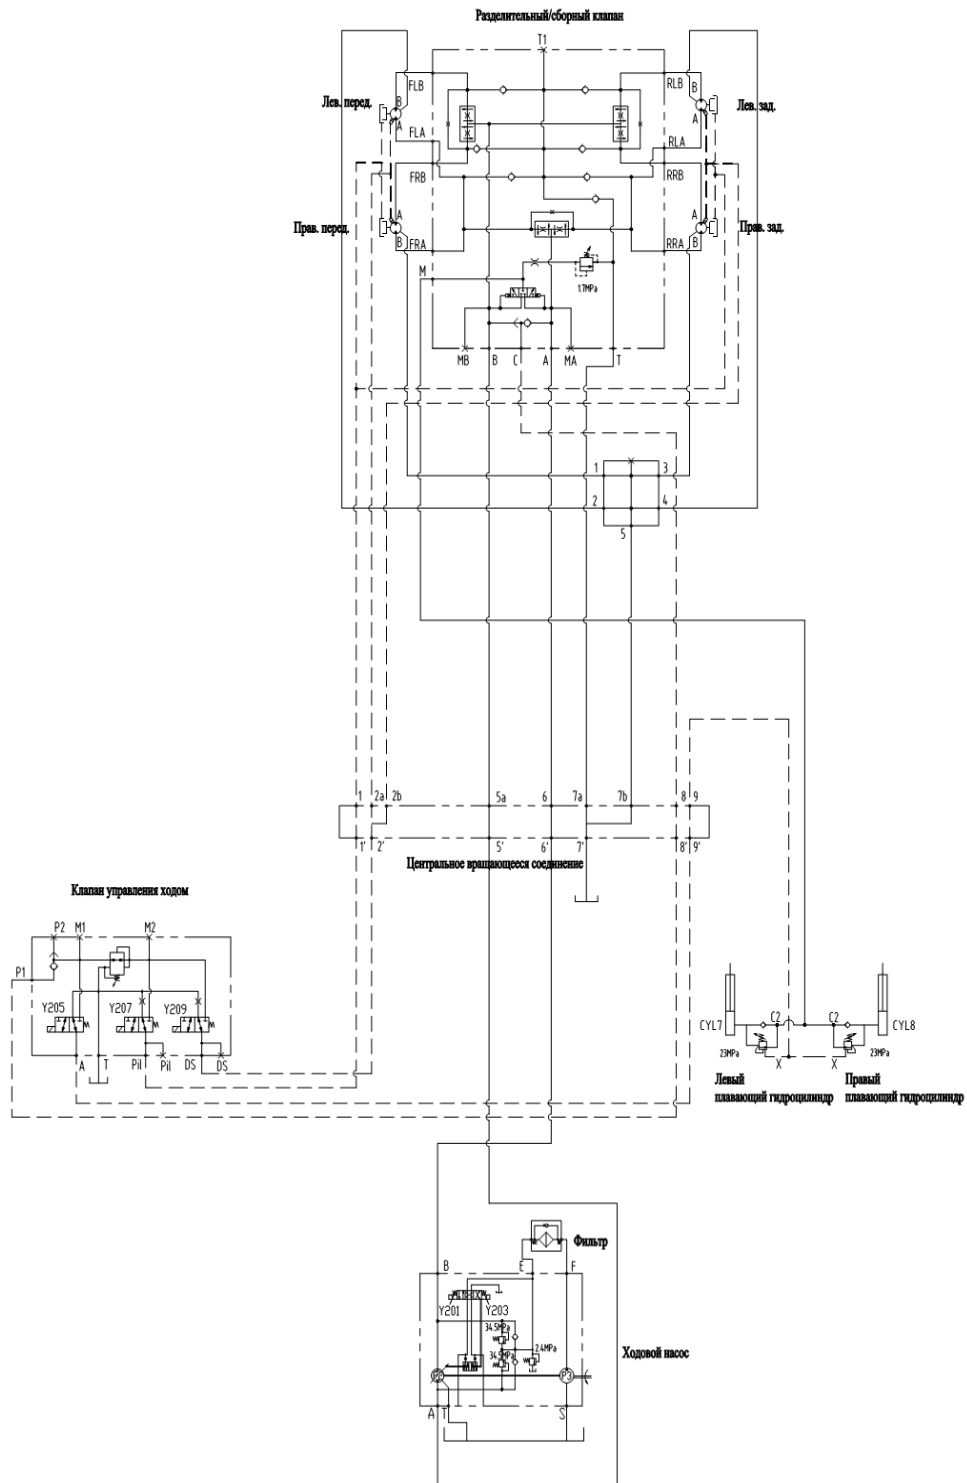 Разделительный/сборный клапан
T1
FLB
RLB
B
B
Лев. перед.
Лев. зад.
A
A
FLA
RLA
FRB
RRB
A
A
Прав. перед.
Прав. зад.
B
B
FRA
RRA
M
1.7MPa
MB
B
C
A
MA
T
1
3
2
4
5
1
2a
2b
5a
6
7a
7b
8
9
1'
2'
5'
6'
7'
8'
9'
Центральное вращающееся соединение
Клапан управления ходом
P2
M1
M2
P1
Y205
Y207
Y209
A
T
Pil
Pil
DS
DS
CYL7
C2
C2
CYL8
23MPa
23MPa
X
X
Левый
плавающий гидроцилиндр
Правый
плавающий гидроцилиндр
Фильтр
B
E
F
Y201
Y203
34.5MPa
34.5MPa
2.4MPa
Ходовой насос
P3
A
T
S